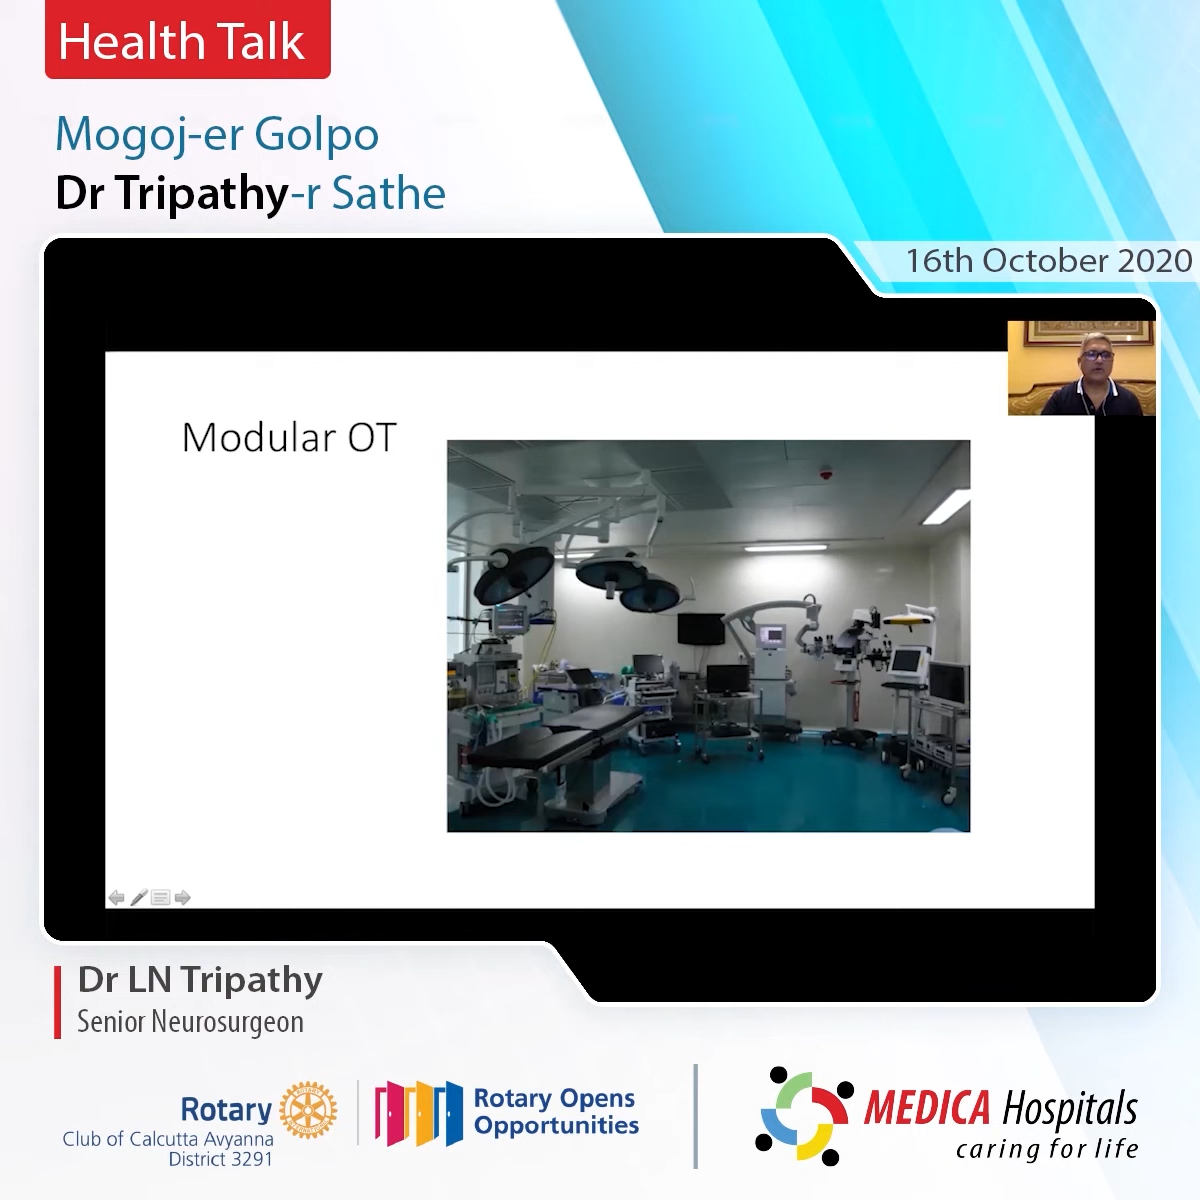 Health Talk
Mogoj-er Golpo
Dr Tripathy-r Sathe
16th October 2020
Modular OT
Dr LN Tripathy
Senior Neurosurgeon
Rotary
Club of Calcutta Avyanna
District 3291
Rotary Opens
Opportunities
MEDICA Hospitals
caring for life